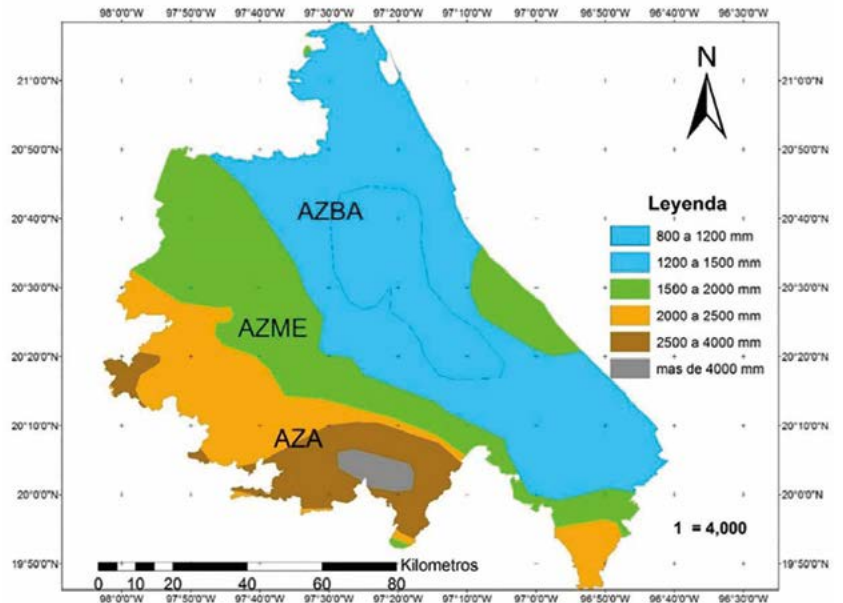 98°0'0"W 97°50'0"W 97°40'0"W 97°30'0"W 97°20'0"W 97°10'0"W 97°0'0"W 96°50'0"W 96°40'0"W 96°30'0"W
N
21°0'0"N
20°50'0"N
20°40'0"N
20°30'0"N
20°20'0"N
20°10'0"N
20°0'0"N
19°50'0"N
21°0'0"N
20°50'0"N
20°40'0"N
20°30'0"N
20°20'0"N
20°10'0"N
20°0'0"N
19°50'0"N
AZBA
AZME
AZA
Leyenda
800 a 1200 mm
1200 a 1500 mm
1500 a 2000 mm
2000 a 2500 mm
2500 a 4000 mm
mas de 4000 mm
1 = 4,000
Kilometros
0 10 20 40 60 80
98°0'0"W 97°50'0"W 97°40'0"W 97°30'0"W 97°20'0"W 97°10'0"W 97°0'0"W 96°50'0"W 96°40'0"W 96°30'0"W